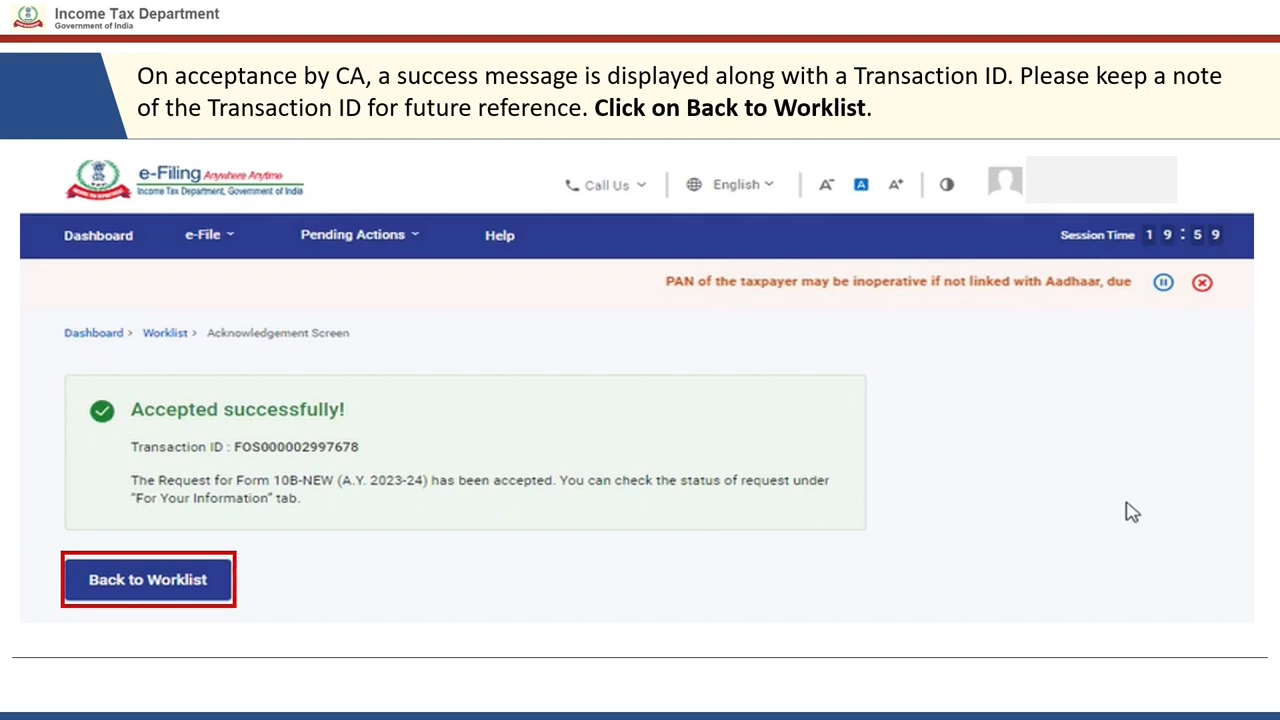 Income Tax Department
Government of India
On acceptance by CA, a success message is displayed along with a Transaction ID. Please keep a note
of the Transaction ID for future reference. Click on Back to Worklist.
e-Filing Anywhere Anytime
Income Tax Department, Government of India
Call Us
English
A-
A
A+
Dashboard
e-File
Pending Actions
Help
Session Time 1 9 : 5 9
PAN of the taxpayer may be inoperative if not linked with Aadhaar, due
Dashboard > Worklist > Acknowledgement Screen
Accepted successfully!
Transaction ID : FOS000002997678
The Request for Form 10B-NEW (A.Y. 2023-24) has been accepted. You can check the status of request under
"For Your Information" tab.
Back to Worklist